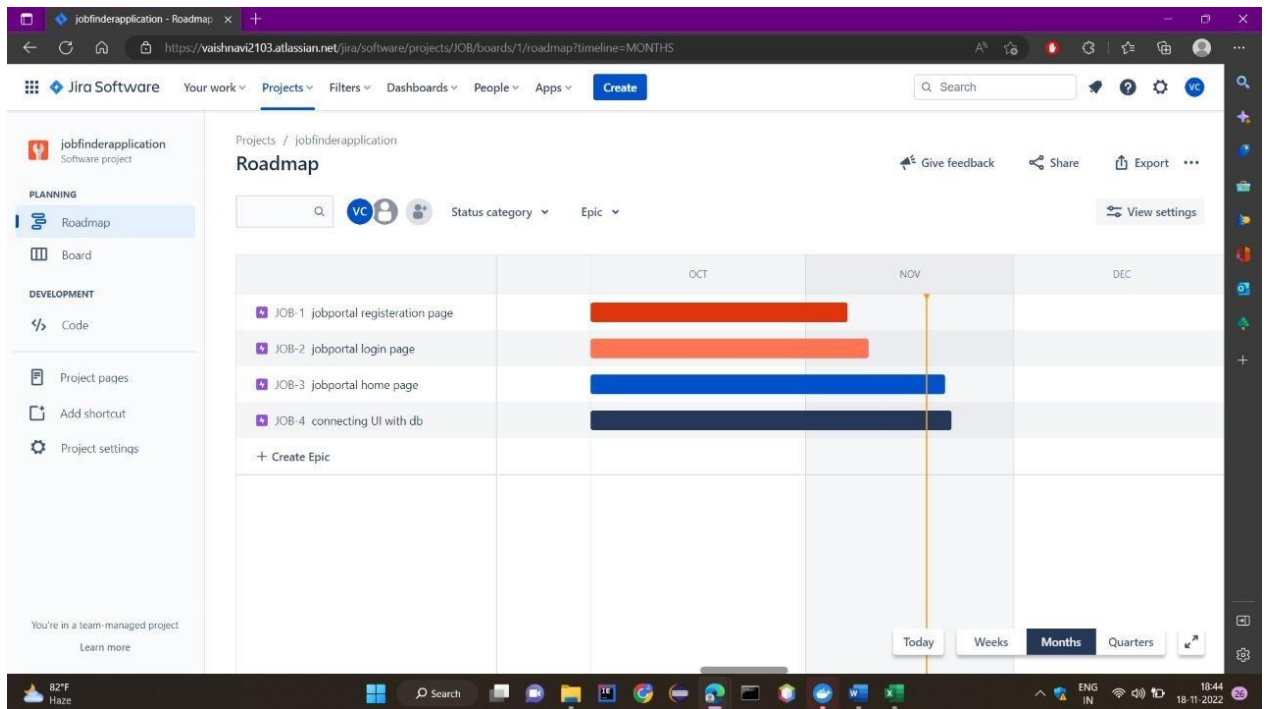 jobfinderapplication - Roadmap
https://vaishnavi2103.atlassian.net/jira/software/projects/JOB/boards/1/roadmap?timeline=MONTHS
Jira Software Your work Projects Filters Dashboards People Apps Create Search VC
jobfinderapplication
Software project
PLANNING
Roadmap
Board
DEVELOPMENT
Code
Project pages
Add shortcut
Project settings
You're in a team-managed project
Learn more
Projects / jobfinderapplication
Roadmap
Give feedback Share Export
VC Status category Epic View settings
OCT NOV DEC
JOB-1 jobportal registeration page
JOB-2 jobportal login page
JOB-3 jobportal home page
JOB-4 connecting UI with db
+ Create Epic
Today Weeks Months Quarters
82°F
Haze
Search
ENG
IN
18:44
18-11-2022
26